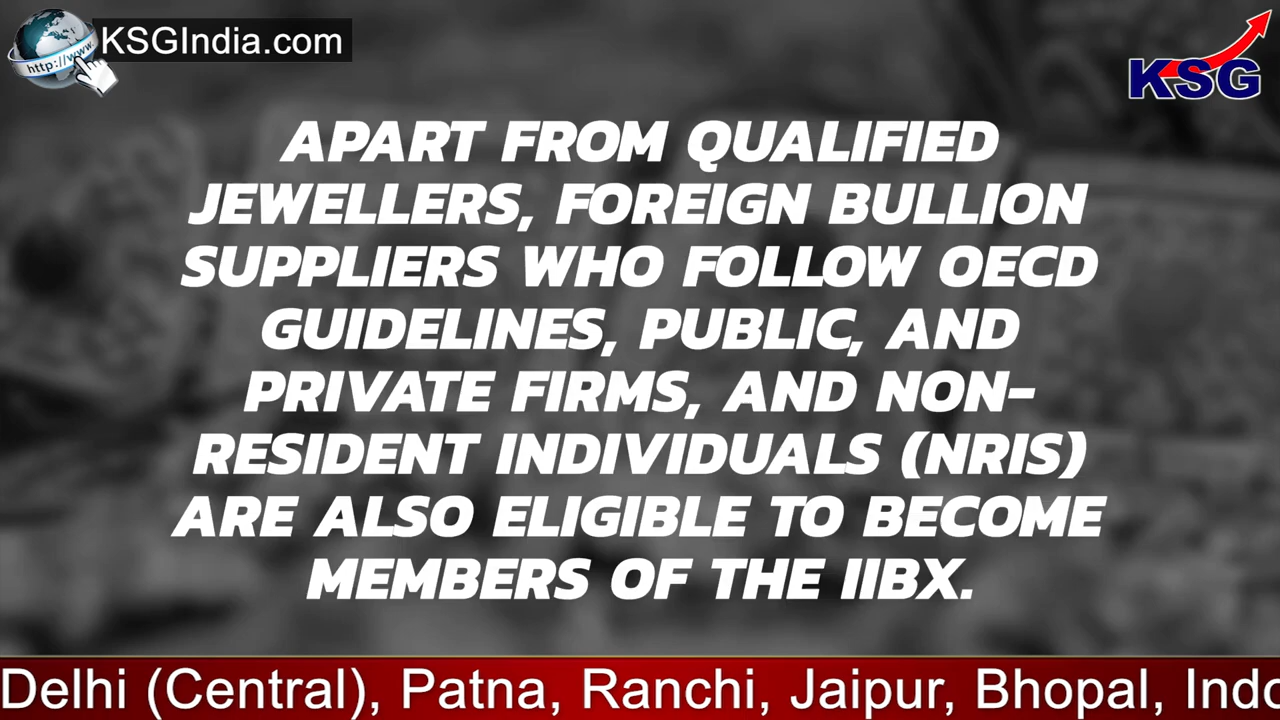 KSGIndia.com
http://www.
KSG
APART FROM QUALIFIED
JEWELLERS, FOREIGN BULLION
SUPPLIERS WHO FOLLOW OECD
GUIDELINES, PUBLIC, AND
PRIVATE FIRMS, AND NON-
RESIDENT INDIVIDUALS (NRIS)
ARE ALSO ELIGIBLE TO BECOME
MEMBERS OF THE IIBX.
Delhi (Central), Patna, Ranchi, Jaipur, Bhopal,